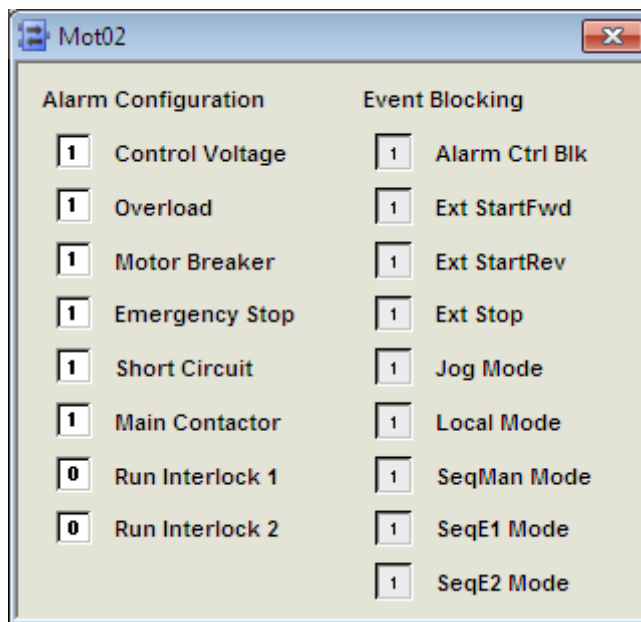 Mot02
Alarm Configuration Event Blocking
1 Control Voltage 1 Alarm Ctrl Blk
1 Overload 1 Ext StartFwd
1 Motor Breaker 1 Ext StartRev
1 Emergency Stop 1 Ext Stop
1 Short Circuit 1 Jog Mode
1 Main Contactor 1 Local Mode
0 Run Interlock 1 1 SeqMan Mode
0 Run Interlock 2 1 SeqE1 Mode
1 SeqE2 Mode